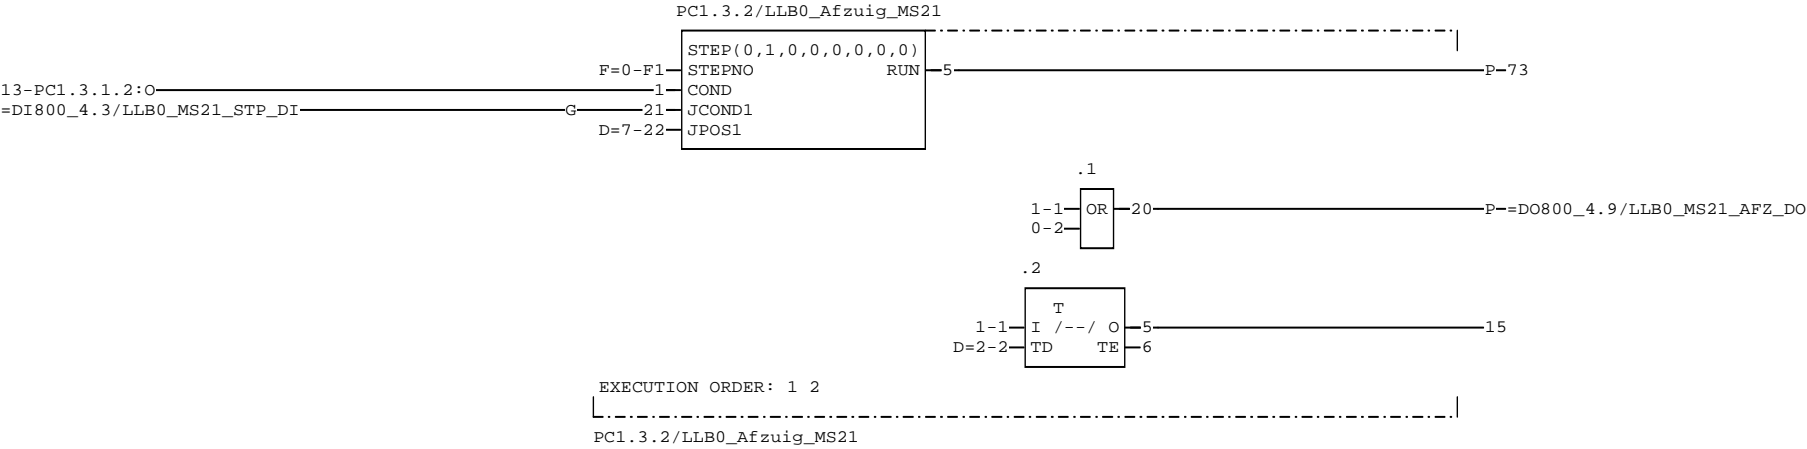 PC1.3.2/LLB0_Afzuig_MS21
STEP(0,1,0,0,0,0,0,0)
F=0-F1 STEPNO RUN 5 P 73
13-PC1.3.1.2:O 1 COND
=DI800_4.3/LLB0_MS21_STP_DI G 21 JCOND1
D=7-22 JPOS1
.1
1-1 OR 20 P =DO800_4.9/LLB0_MS21_AFZ_DO
0-2
.2
T
1-1 I /--/ O 5 15
D=2-2 TD TE 6
EXECUTION ORDER: 1 2
PC1.3.2/LLB0_Afzuig_MS21